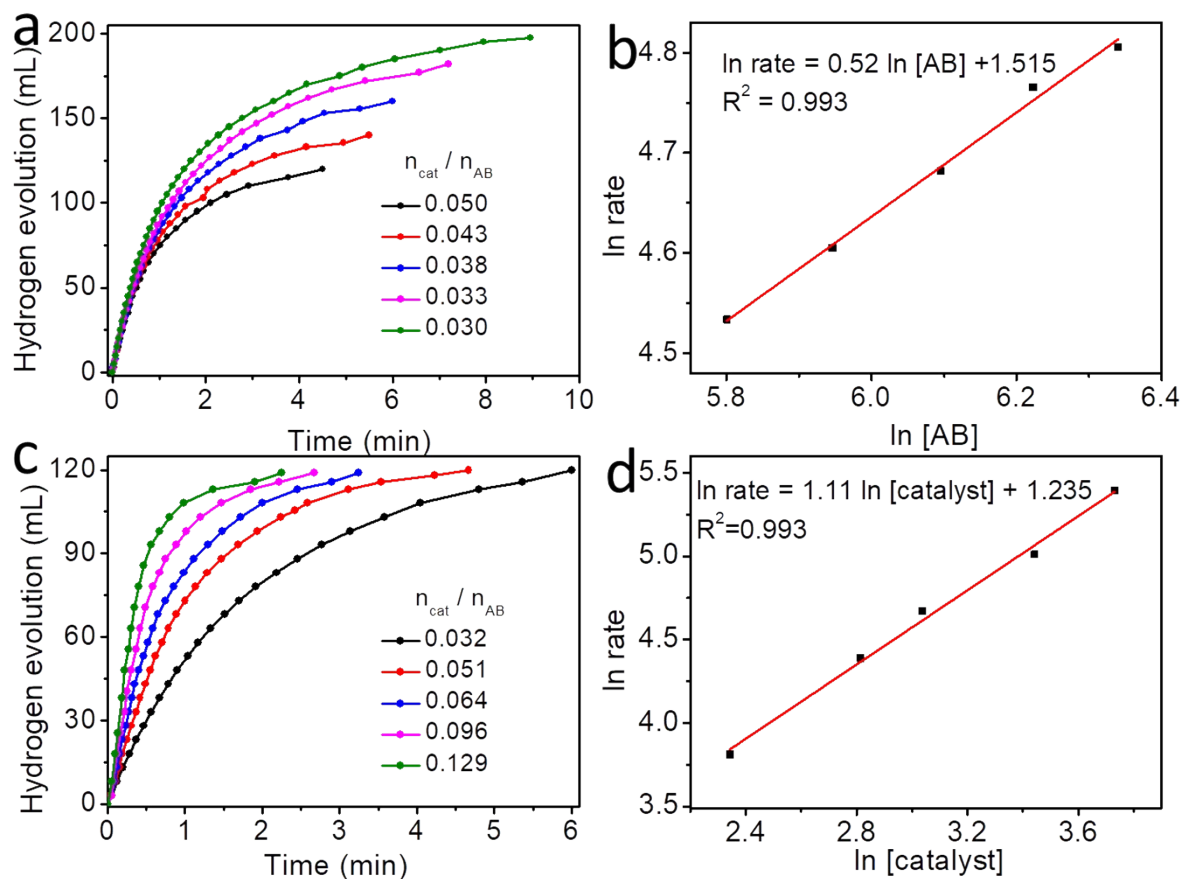 a
Hydrogen evolution (mL)
200
150
100
50
0
n_cat / n_AB
0.050
0.043
0.038
0.033
0.030
0 2 4 6 8 10
Time (min)
b
ln rate
4.8
4.7
4.6
4.5
ln rate = 0.52 ln [AB] +1.515
R² = 0.993
5.8 6.0 6.2 6.4
ln [AB]
c
Hydrogen evolution (mL)
120
90
60
30
0
n_cat / n_AB
0.032
0.051
0.064
0.096
0.129
0 1 2 3 4 5 6
Time (min)
d
ln rate
5.5
5.0
4.5
4.0
3.5
ln rate = 1.11 ln [catalyst] + 1.235
R²=0.993
2.4 2.8 3.2 3.6
ln [catalyst]